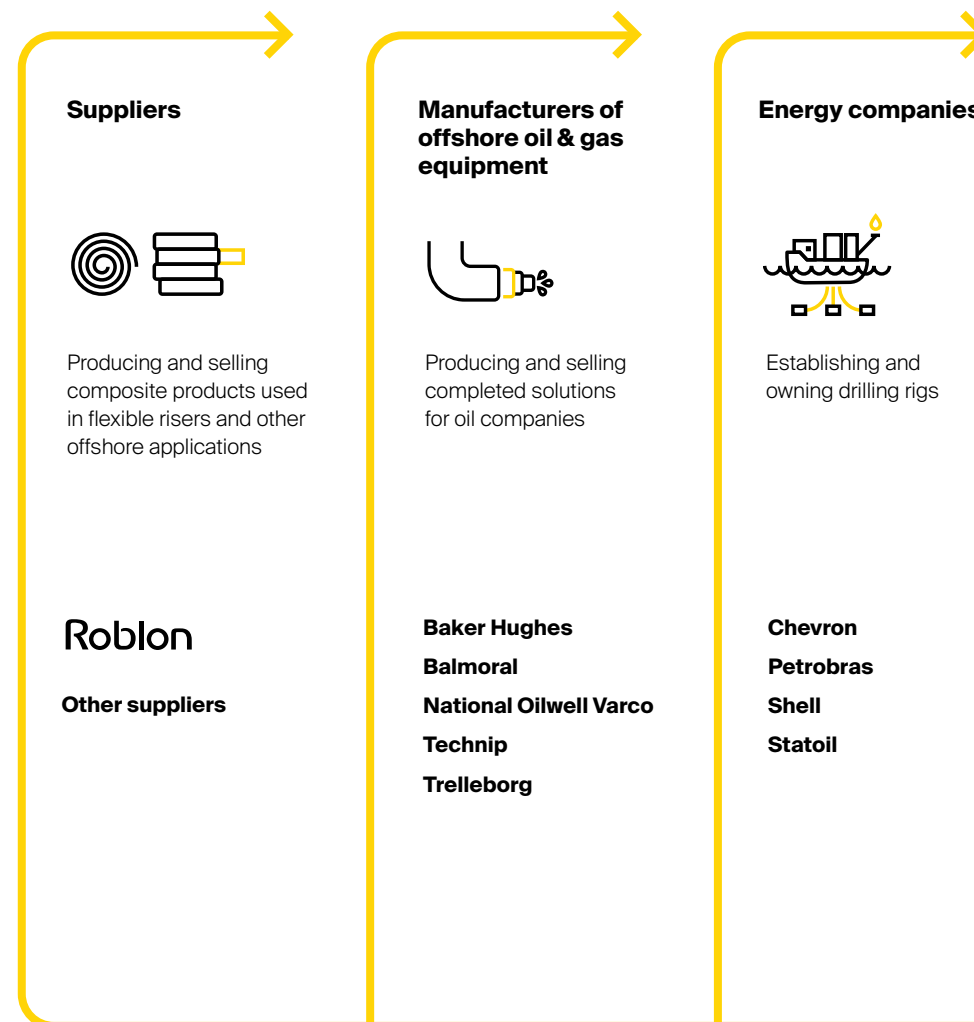 Suppliers
Producing and selling
composite products used
in flexible risers and other
offshore applications
Roblon
Other suppliers
Manufacturers of
offshore oil & gas
equipment
Producing and selling
completed solutions
for oil companies
Baker Hughes
Balmoral
National Oilwell Varco
Technip
Trelleborg
Energy companies
Establishing and
owning drilling rigs
Chevron
Petrobras
Shell
Statoil